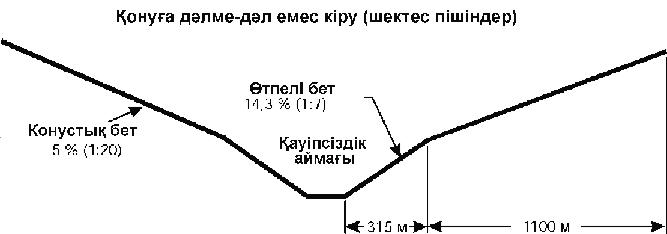 Қонуға дәлме-дәл емес кіру (шектес пішіндер)
Өтпелі бет
14,3 % (1:7)
Конустық бет
5 % (1:20)
Қауіпсіздік
аймағы
315 м
1100 м